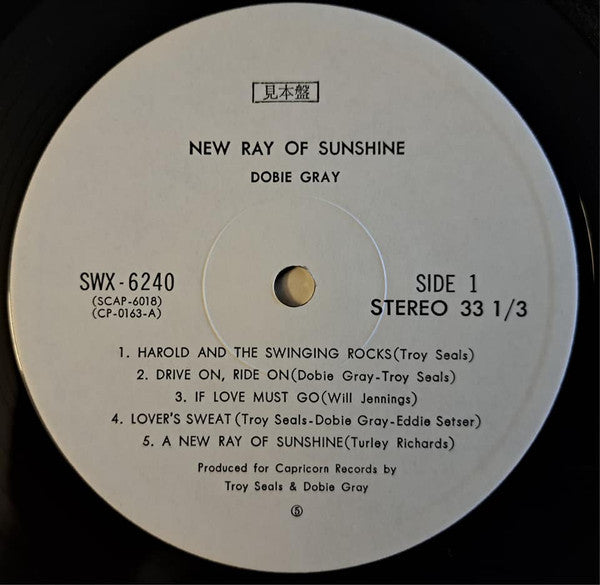 見本盤
NEW RAY OF SUNSHINE
DOBIE GRAY
SWX-6240
(SCAP-6018)
(CP-0163-A)
SIDE 1
STEREO 33 1/3
1. HAROLD AND THE SWINGING ROCKS(Troy Seals)
2. DRIVE ON, RIDE ON(Dobie Gray-Troy Seals)
3. IF LOVE MUST GO(Will Jennings)
4. LOVER'S SWEAT(Troy Seals-Dobie Gray-Eddie Setser)
5. A NEW RAY OF SUNSHINE(Turley Richards)
Produced for Capricorn Records by
Troy Seals & Dobie Gray
⑤